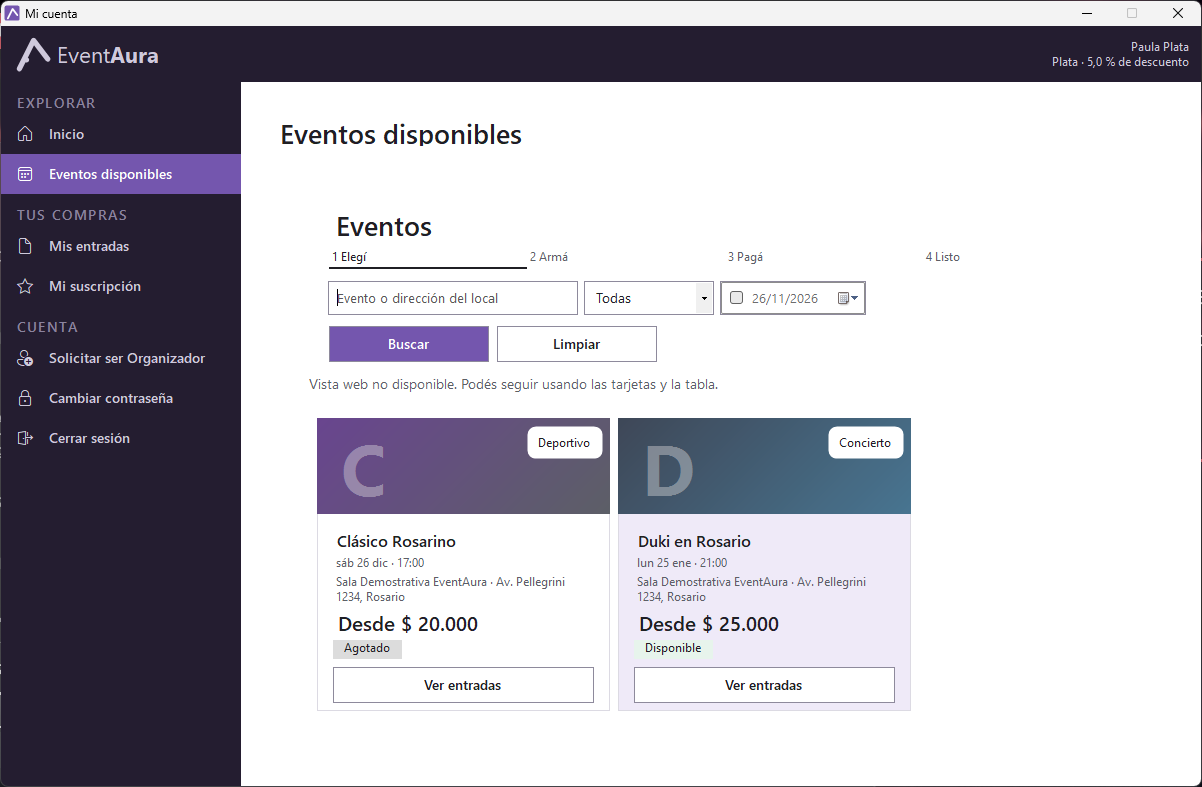 Mi cuenta
EventAura
Paula Plata
Plata · 5,0 % de descuento
EXPLORAR
Inicio
Eventos disponibles
TUS COMPRAS
Mis entradas
Mi suscripción
CUENTA
Solicitar ser Organizador
Cambiar contraseña
Cerrar sesión
Eventos disponibles
Eventos
1 Elegí
2 Armá
3 Pagá
4 Listo
Evento o dirección del local
Todas
26/11/2026
Buscar
Limpiar
Vista web no disponible. Podés seguir usando las tarjetas y la tabla.
C
Deportivo
Clásico Rosarino
sáb 26 dic · 17:00
Sala Demostrativa EventAura · Av. Pellegrini
1234, Rosario
Desde $ 20.000
Agotado
Ver entradas
D
Concierto
Duki en Rosario
lun 25 ene · 21:00
Sala Demostrativa EventAura · Av. Pellegrini
1234, Rosario
Desde $ 25.000
Disponible
Ver entradas